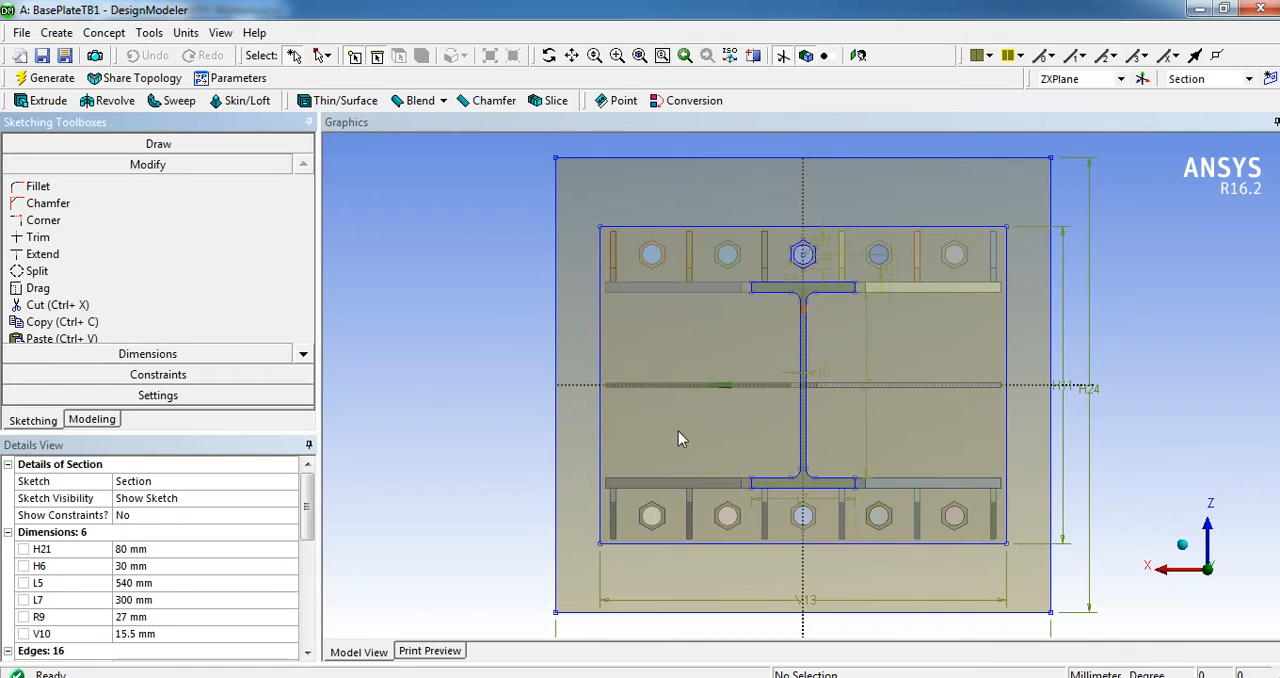 A: BasePlateTB1 - DesignModeler
File Create Concept Tools Units View Help
Undo Redo Select:
Generate Share Topology Parameters ZXPlane Section
Extrude Revolve Sweep Skin/Loft Thin/Surface Blend Chamfer Slice Point Conversion
Sketching Toolboxes
Draw
Modify
Fillet
Chamfer
Corner
Trim
Extend
Split
Drag
Cut (Ctrl+ X)
Copy (Ctrl+ C)
Paste (Ctrl+ V)
Dimensions
Constraints
Settings
Sketching Modeling
Details View
Details of Section
Sketch Section
Sketch Visibility Show Sketch
Show Constraints? No
Dimensions: 6
H21 80 mm
H6 30 mm
L5 540 mm
L7 300 mm
R9 27 mm
V10 15.5 mm
Edges: 16
Graphics
ANSYS
R16.2
H24
V13
Z
X
Model View Print Preview
Ready No Selection Millimeter Degree 0 0